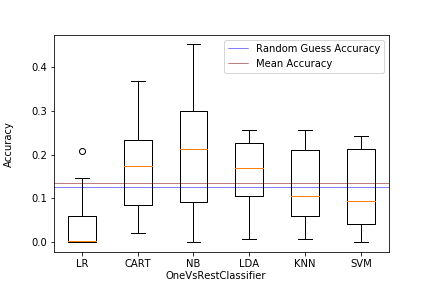 Random Guess Accuracy
Mean Accuracy
Accuracy
0.4
0.3
0.2
0.1
0.0
LR CART NB LDA KNN SVM
OneVsRestClassifier